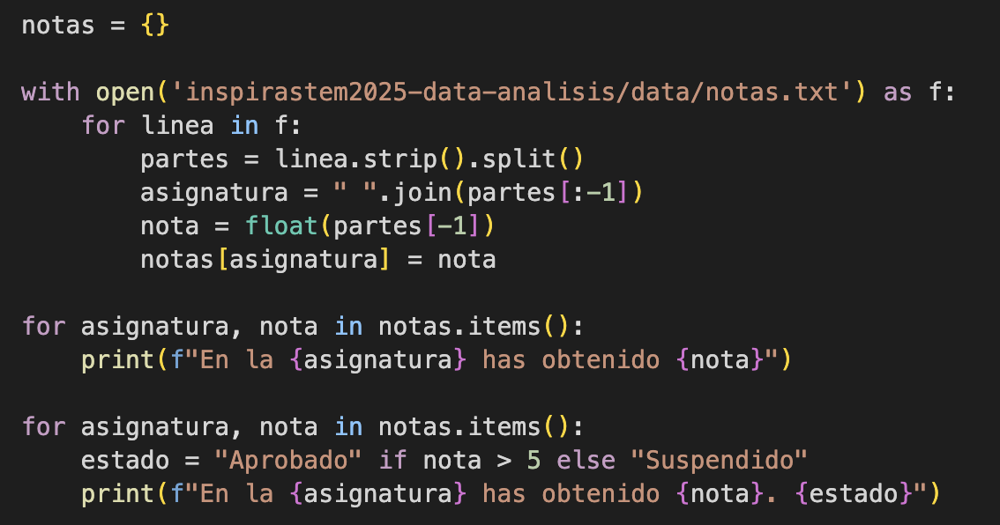 notas = {}
with open('inspirastem2025-data-analisis/data/notas.txt') as f:
    for linea in f:
        partes = linea.strip().split()
        asignatura = " ".join(partes[:-1])
        nota = float(partes[-1])
        notas[asignatura] = nota
for asignatura, nota in notas.items():
    print(f"En la {asignatura} has obtenido {nota}")
for asignatura, nota in notas.items():
    estado = "Aprobado" if nota > 5 else "Suspendido"
    print(f"En la {asignatura} has obtenido {nota}. {estado}")